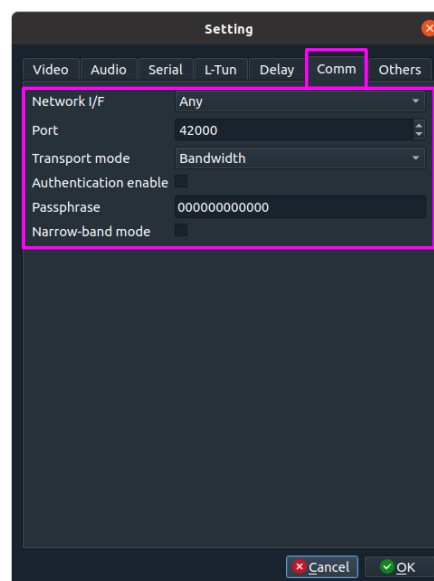 Setting
Video Audio Serial L-Tun Delay Comm Others
Network I/F Any
Port 42000
Transport mode Bandwidth
Authentication enable
Passphrase 000000000000
Narrow-band mode
Cancel OK